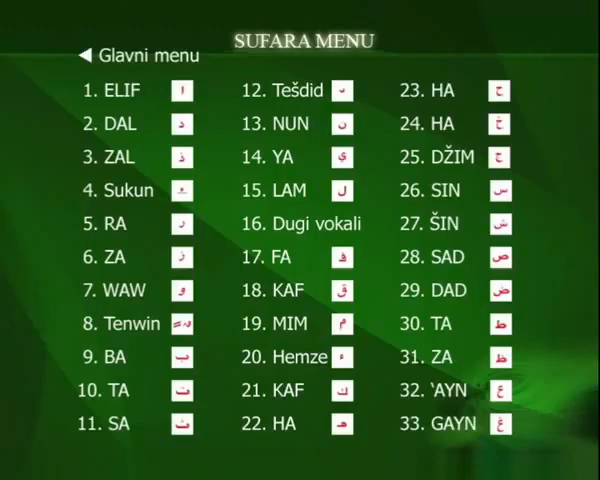 SUFARA MENU
◀ Glavni menu
1. ELIF ا
2. DAL د
3. ZAL ذ
4. Sukun
5. RA ر
6. ZA ز
7. WAW و
8. Tenwin
9. BA ب
10. TA ت
11. SA ث
12. Tešdid
13. NUN ن
14. YA ي
15. LAM ل
16. Dugi vokali
17. FA ف
18. KAF ق
19. MIM م
20. Hemze ء
21. KAF ك
22. HA هـ
23. HA ح
24. HA خ
25. DŽIM ج
26. SIN س
27. ŠIN ش
28. SAD ص
29. DAD ض
30. TA ط
31. ZA ظ
32. ‘AYN ع
33. GAYN غ